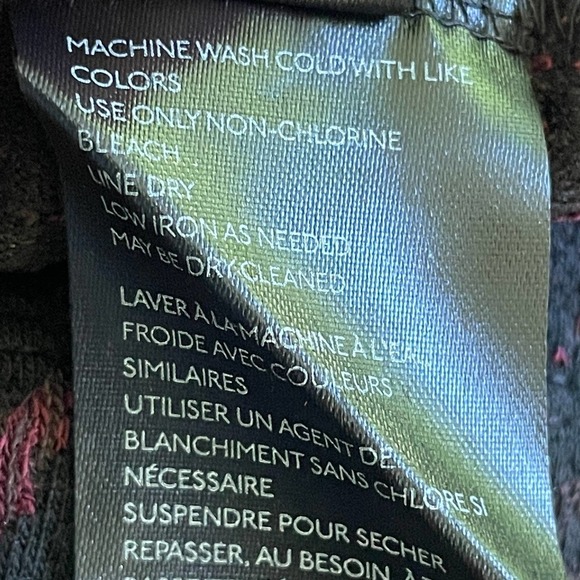 MACHINE WASH COLD WITH LIKE
COLORS
USE ONLY NON-CHLORINE
BLEACH
LINE DRY
LOW IRON AS NEEDED
MAY BE DRY CLEANED
LAVER À LA MACHINE À L'EAU
FROIDE AVEC COULEURS
SIMILAIRES
UTILISER UN AGENT DE
BLANCHIMENT SANS CHLORE SI
NÉCESSAIRE
SUSPENDRE POUR SECHER
REPASSER, AU BESOIN, À